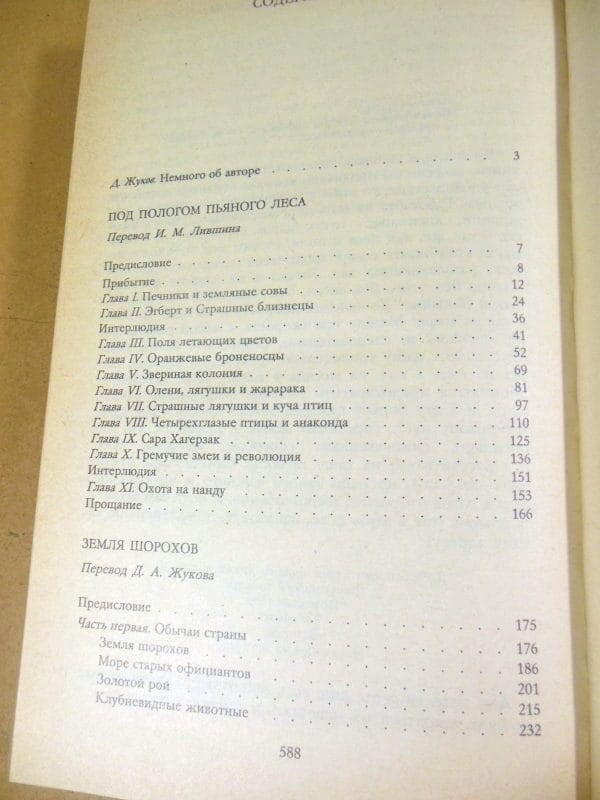 СОДЕР
Д. Жуков. Немного об авторе . . . . . . . . . . . . 3
ПОД ПОЛОГОМ ПЬЯНОГО ЛЕСА
Перевод И. М. Лившина
Предисловие . . . . . . . . . . . . 7
Прибытие . . . . . . . . . . . . 8
Глава I. Печники и земляные совы . . . . . . . . 12
Глава II. Эгберт и Страшные близнецы . . . . . . . . 24
Интерлюдия . . . . . . . . . . . . 36
Глава III. Поля летающих цветов . . . . . . . . 41
Глава IV. Оранжевые броненосцы . . . . . . . . 52
Глава V. Звериная колония . . . . . . . . 69
Глава VI. Олени, лягушки и жарарака . . . . . . . . 81
Глава VII. Страшные лягушки и куча птиц . . . . . . . . 97
Глава VIII. Четырехглазые птицы и анаконда . . . . . . . . 110
Глава IX. Сара Хагерзак . . . . . . . . 125
Глава X. Гремучие змеи и революция . . . . . . . . 136
Интерлюдия . . . . . . . . . . . . 151
Глава XI. Охота на нанду . . . . . . . . 153
Прощание . . . . . . . . . . . . 166
ЗЕМЛЯ ШОРОХОВ
Перевод Д. А. Жукова
Предисловие . . . . . . . . . . . . 175
Часть первая. Обычаи страны . . . . . . . . 176
Земля шорохов . . . . . . . . 186
Море старых официантов . . . . . . . . 201
Золотой рой . . . . . . . . 215
Клубневидные животные . . . . . . . . 232
588